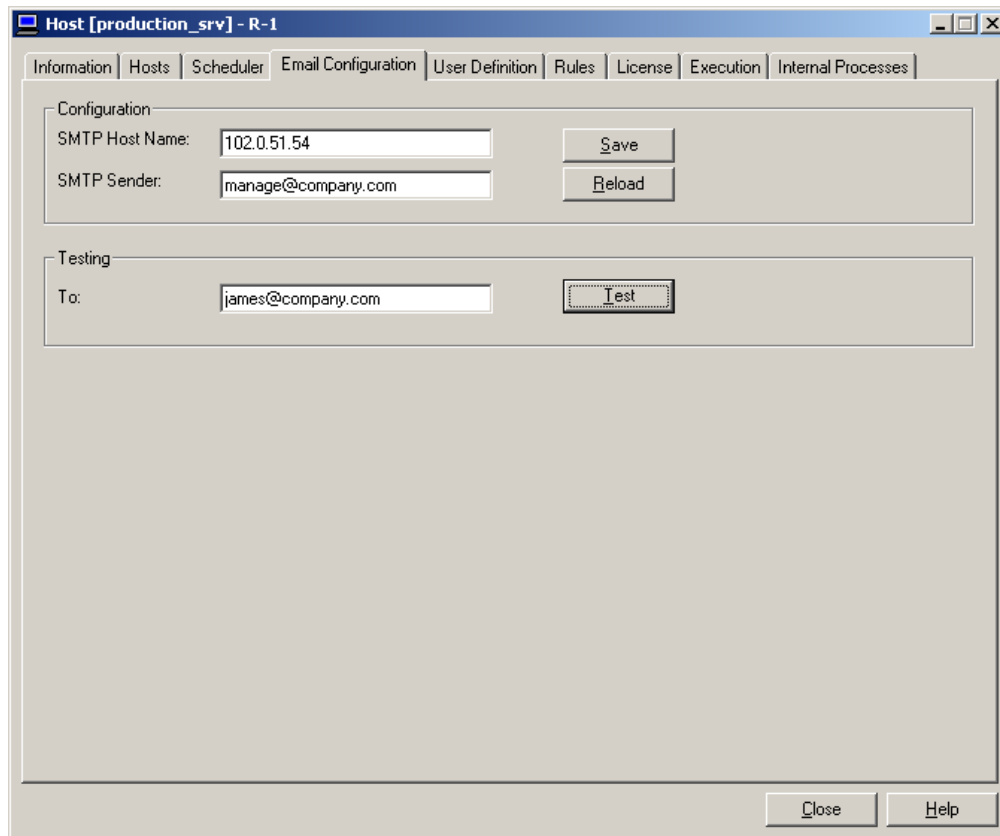 Host [production_srv] - R-1
Information Hosts Scheduler Email Configuration User Definition Rules License Execution Internal Processes
Configuration
SMTP Host Name: 102.0.51.54 Save
SMTP Sender: manage@company.com Reload
Testing
To: james@company.com Test
Close Help